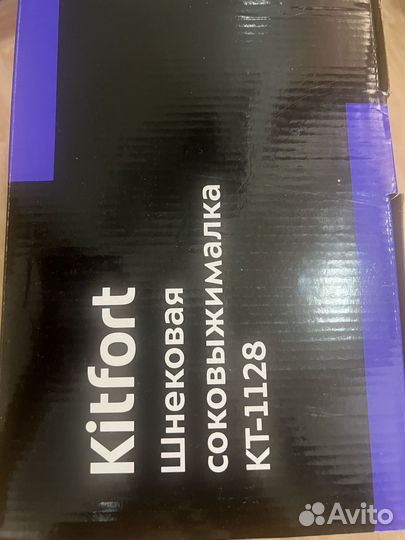 Kitfort
Шнековая
соковыжималка
КТ-1128
Avito